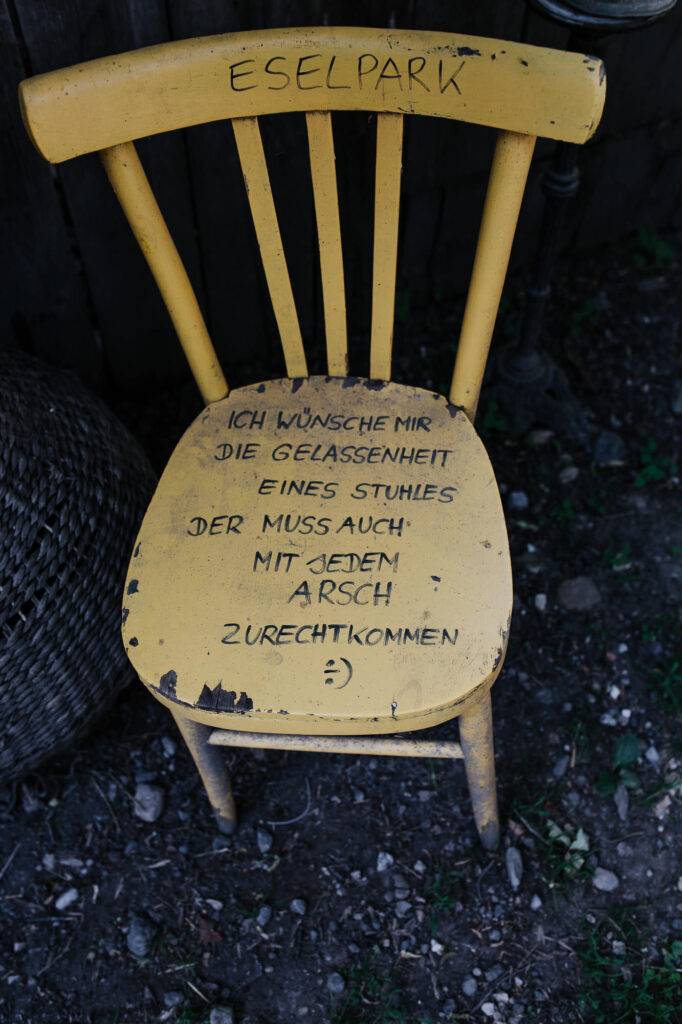 ESELPARK
ICH WÜNSCHE MIR
DIE GELASSENHEIT
EINES STUHLES
DER MUSS AUCH
MIT JEDEM
ARSCH
ZURECHTKOMMEN
;-)